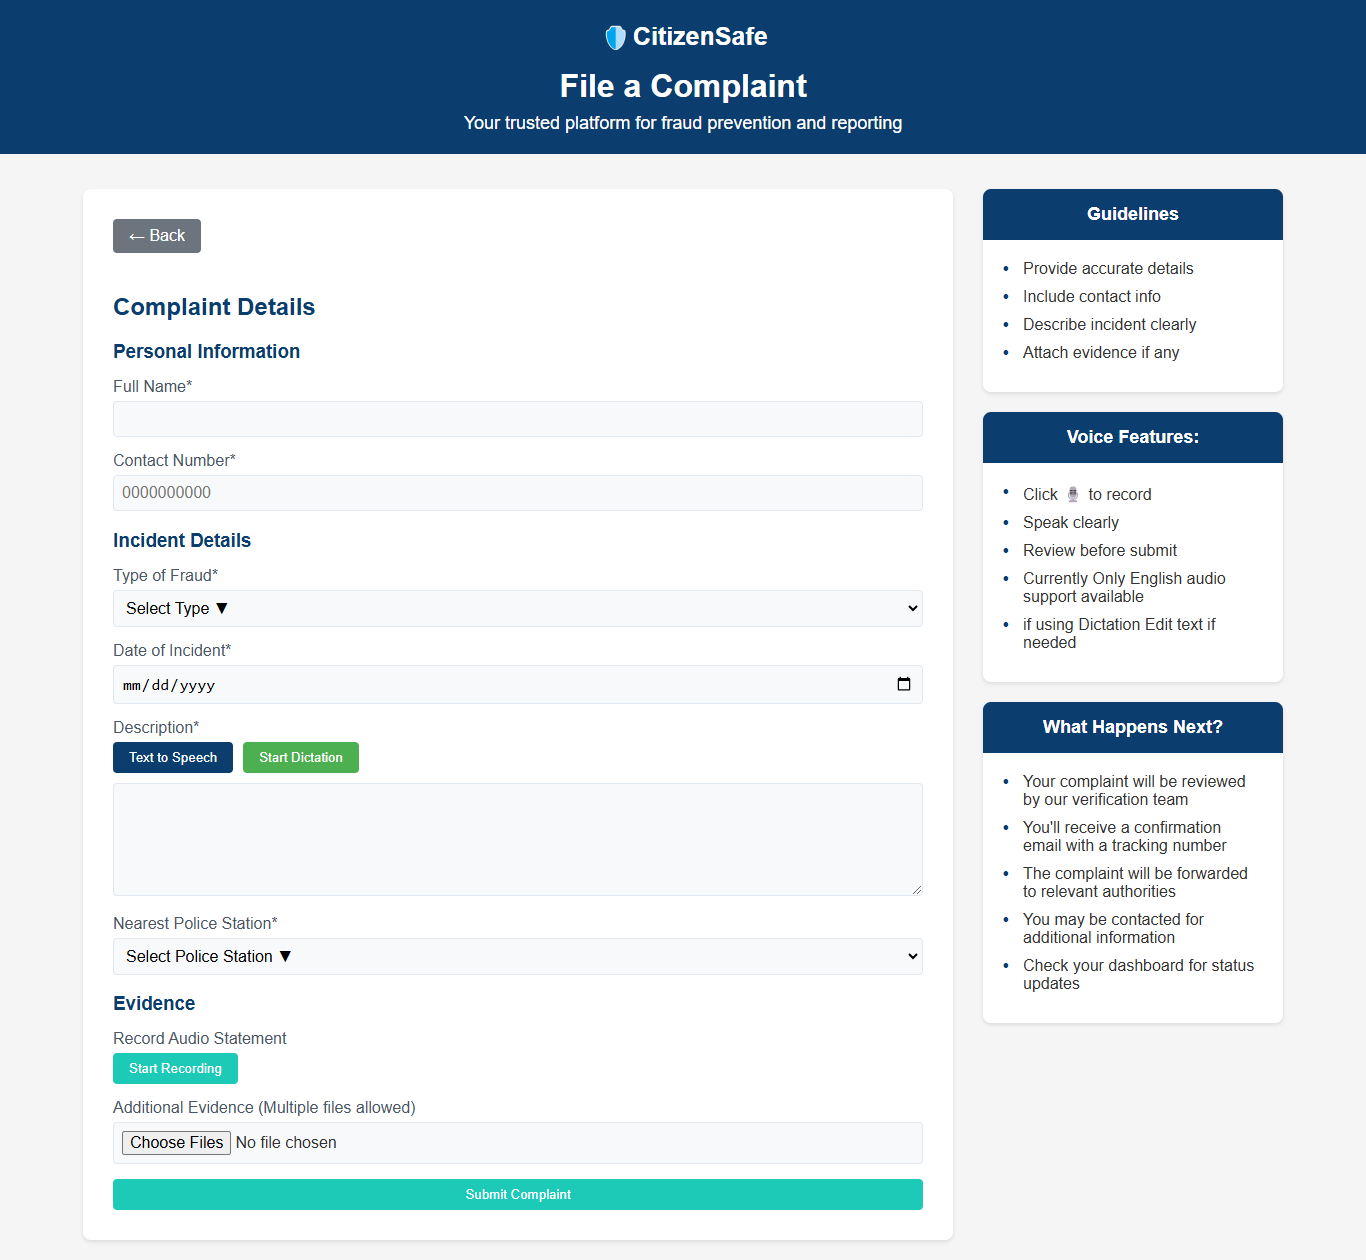 CitizenSafe
File a Complaint
Your trusted platform for fraud prevention and reporting
← Back
Complaint Details
Personal Information
Full Name*
Contact Number*
0000000000
Incident Details
Type of Fraud*
Select Type ▼
Date of Incident*
mm/dd/yyyy
Description*
Text to Speech
Start Dictation
Nearest Police Station*
Select Police Station ▼
Evidence
Record Audio Statement
Start Recording
Additional Evidence (Multiple files allowed)
Choose Files No file chosen
Submit Complaint
Guidelines
• Provide accurate details
• Include contact info
• Describe incident clearly
• Attach evidence if any
Voice Features:
• Click 🎙 to record
• Speak clearly
• Review before submit
• Currently Only English audio
support available
• if using Dictation Edit text if
needed
What Happens Next?
• Your complaint will be reviewed
by our verification team
• You'll receive a confirmation
email with a tracking number
• The complaint will be forwarded
to relevant authorities
• You may be contacted for
additional information
• Check your dashboard for status
updates